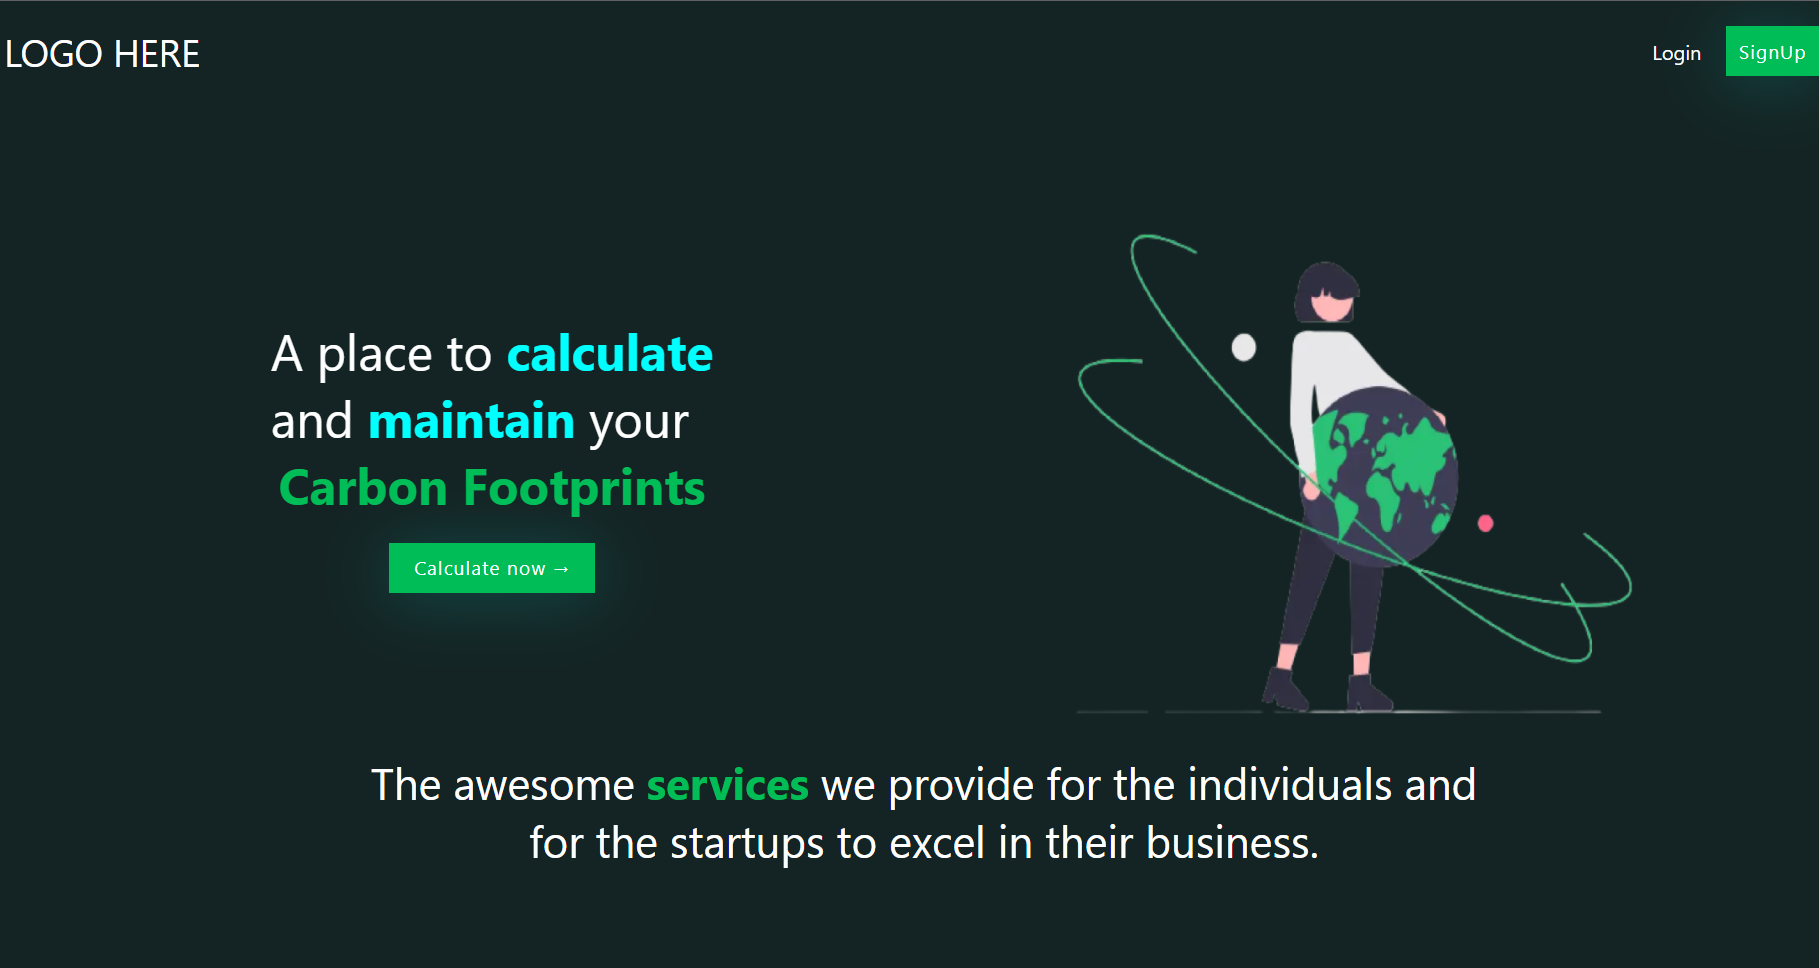 LOGO HERE
Login
SignUp
A place to calculate
and maintain your
Carbon Footprints
Calculate now →
The awesome services we provide for the individuals and
for the startups to excel in their business.